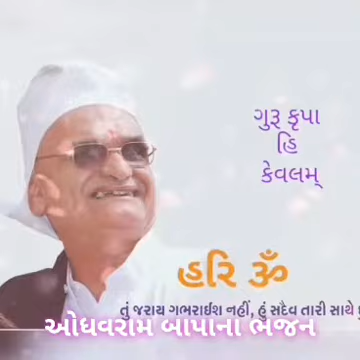 ગુરૂ કૃપા
હિ
કેવલમ્
હરિ ૐ
તું જરાય ગભરાઈશ નહીં, હું સદૈવ તારી સાથે
ઓધવરામ બાપાના ભજન